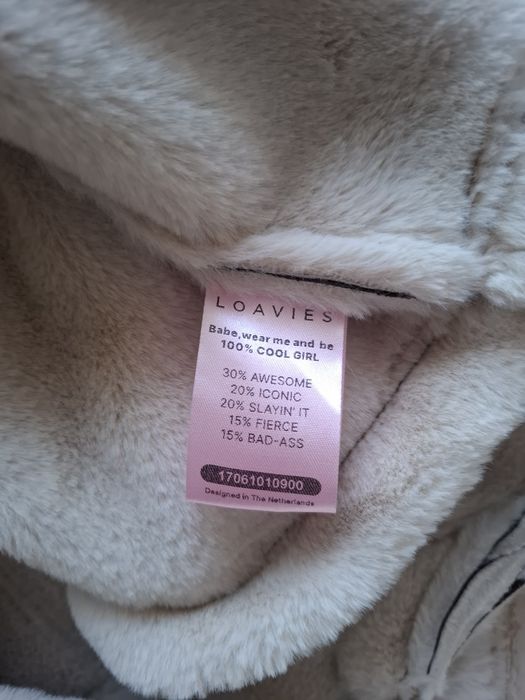 LOAVIES
Babe, wear me and be
100% COOL GIRL
30% AWESOME
20% ICONIC
20% SLAYIN' IT
15% FIERCE
15% BAD-ASS
17061010900
Designed in The Netherlands